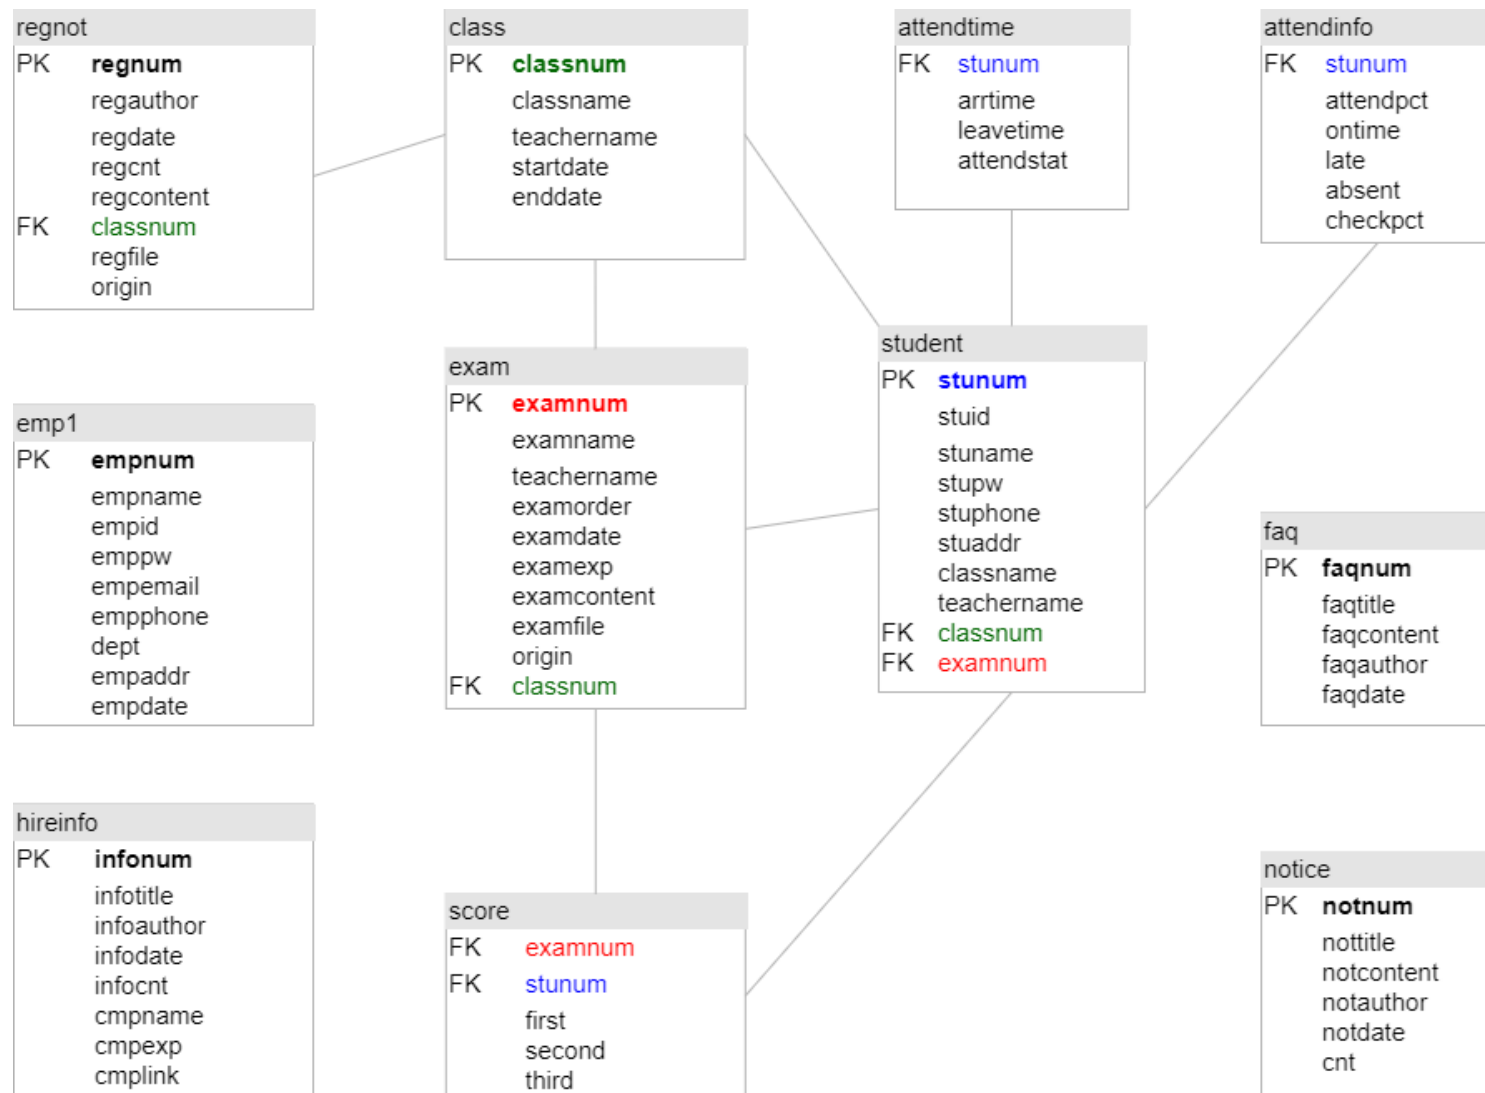 regnot
PK regnum
regauthor
regdate
regcnt
regcontent
FK classnum
regfile
origin
class
PK classnum
classname
teachername
startdate
enddate
attendtime
FK stunum
arrtime
leavetime
attendstat
attendinfo
FK stunum
attendpct
ontime
late
absent
checkpct
emp1
PK empnum
empname
empid
emppw
empemail
empphone
dept
empaddr
empdate
exam
PK examnum
examname
teachername
examorder
examdate
examexp
examcontent
examfile
origin
FK classnum
student
PK stunum
stuid
stuname
stupw
stuphone
stuaddr
classname
teachername
FK classnum
FK examnum
faq
PK faqnum
faqtitle
faqcontent
faqauthor
faqdate
hireinfo
PK infonum
infotitle
infoauthor
infodate
infocnt
cmpname
cmpexp
cmplink
score
FK examnum
FK stunum
first
second
third
notice
PK notnum
nottitle
notcontent
notauthor
notdate
cnt